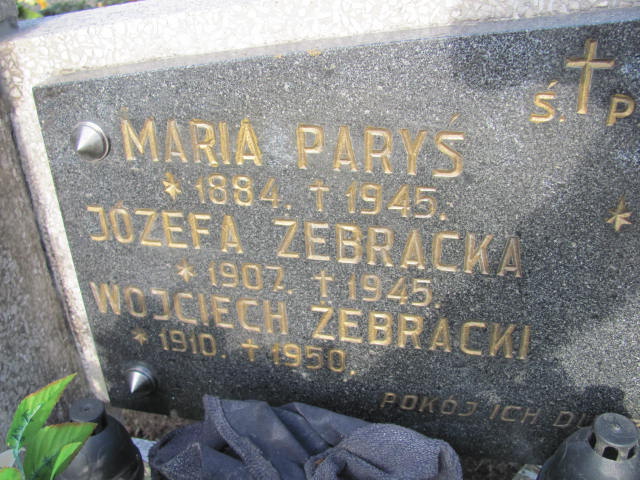 Ś. P
MARIA PARYŚ
* 1884. † 1945.
JÓZEFA ZEBRACKA
* 1907. † 1945.
WOJCIECH ZEBRACKI
* 1910. † 1950.
POKÓJ ICH